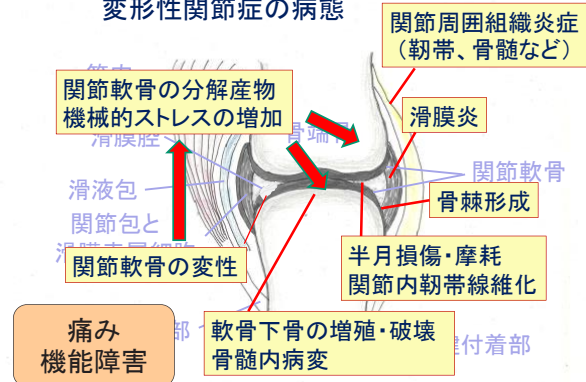 変形性関節症の病態
関節周囲組織炎症
（靭帯、骨髄など）
関節軟骨の分解産物
機械的ストレスの増加
滑膜炎
滑膜腔
骨端
関節軟骨
滑液包
骨棘形成
関節包と
関節軟骨の変性
半月損傷・摩耗
関節内靭帯線維化
痛み
機能障害
部
軟骨下骨の増殖・破壊
骨髄内病変
付着部